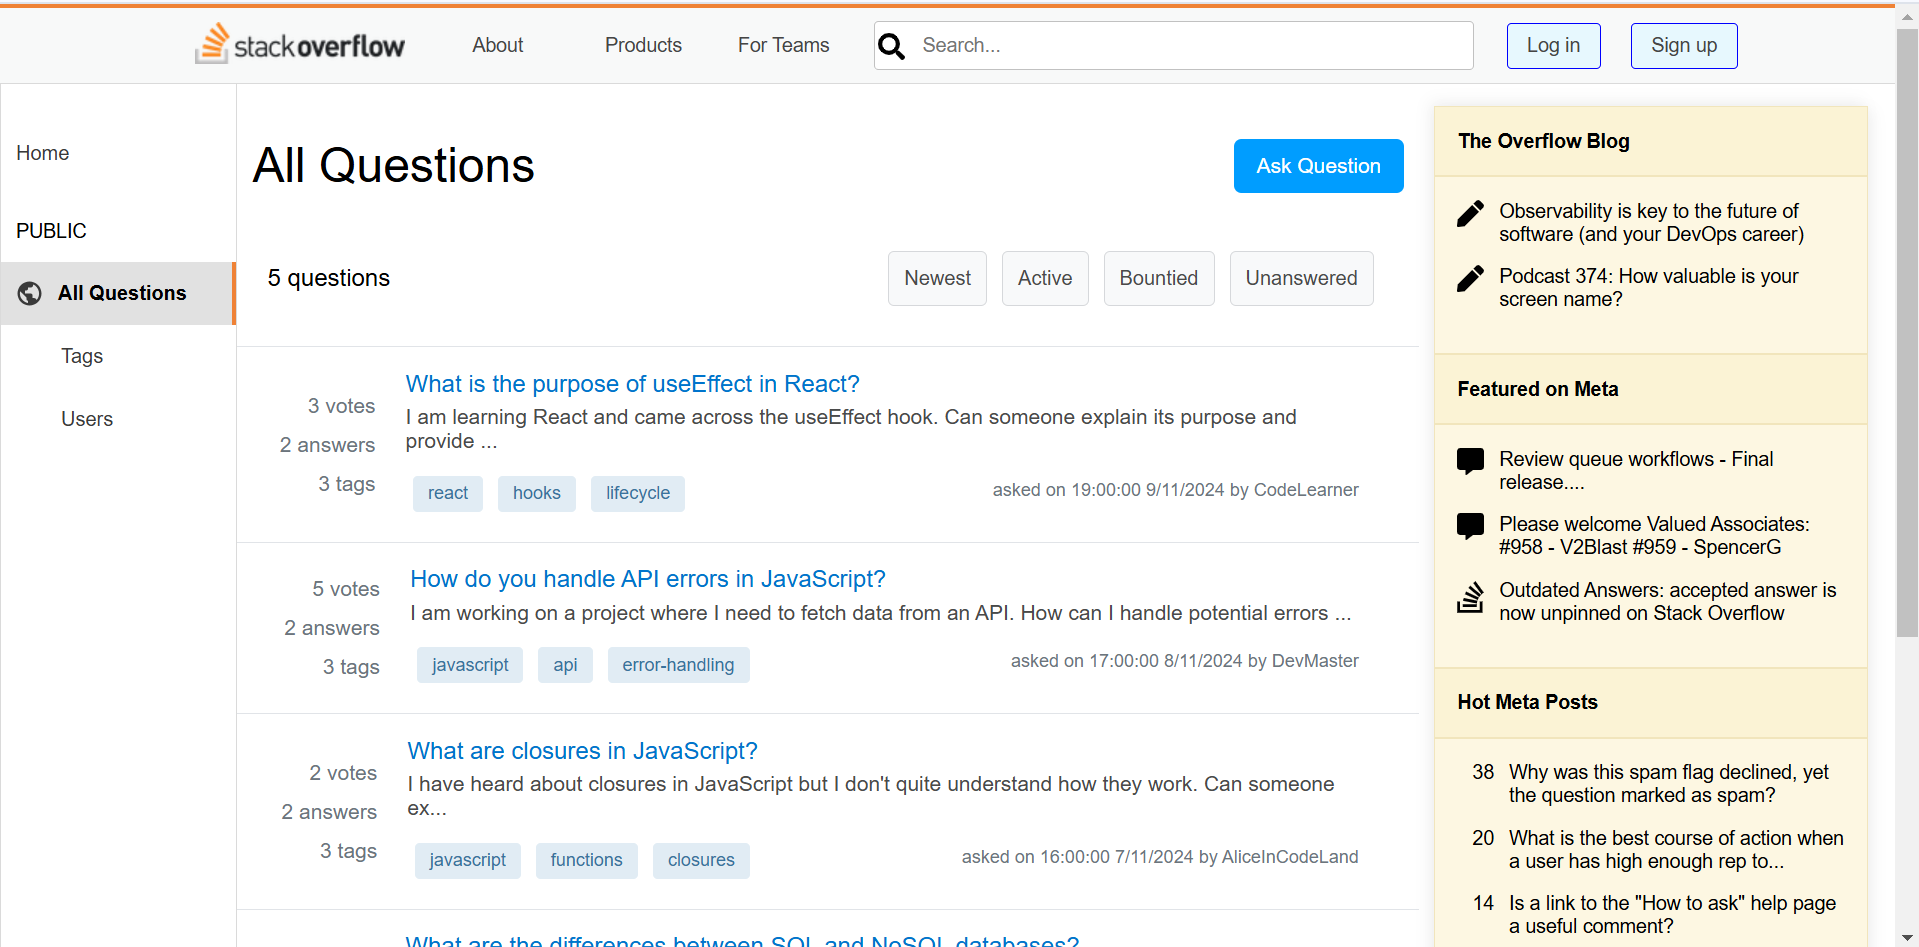 stackoverflow
About
Products
For Teams
Search...
Log in
Sign up
Home
PUBLIC
All Questions
Tags
Users
All Questions
Ask Question
5 questions
Newest
Active
Bountied
Unanswered
3 votes
2 answers
3 tags
What is the purpose of useEffect in React?
I am learning React and came across the useEffect hook. Can someone explain its purpose and
provide ...
react
hooks
lifecycle
asked on 19:00:00 9/11/2024 by CodeLearner
5 votes
2 answers
3 tags
How do you handle API errors in JavaScript?
I am working on a project where I need to fetch data from an API. How can I handle potential errors ...
javascript
api
error-handling
asked on 17:00:00 8/11/2024 by DevMaster
2 votes
2 answers
3 tags
What are closures in JavaScript?
I have heard about closures in JavaScript but I don't quite understand how they work. Can someone
ex...
javascript
functions
closures
asked on 16:00:00 7/11/2024 by AliceInCodeLand
What are the differences between SQL and NoSQL databases?
The Overflow Blog
Observability is key to the future of
software (and your DevOps career)
Podcast 374: How valuable is your
screen name?
Featured on Meta
Review queue workflows - Final
release....
Please welcome Valued Associates:
#958 - V2Blast #959 - SpencerG
Outdated Answers: accepted answer is
now unpinned on Stack Overflow
Hot Meta Posts
38 Why was this spam flag declined, yet
the question marked as spam?
20 What is the best course of action when
a user has high enough rep to...
14 Is a link to the "How to ask" help page
a useful comment?